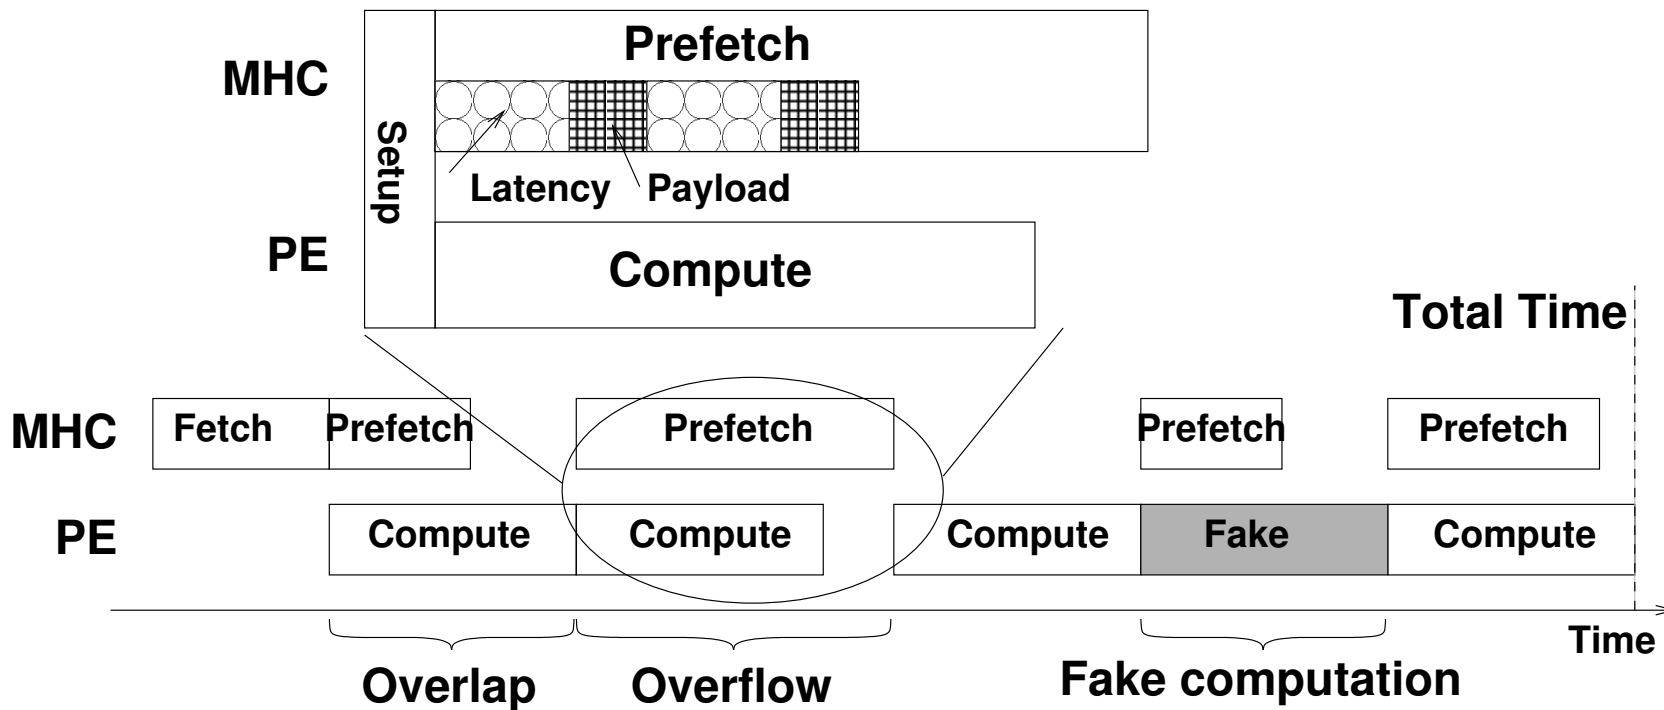 Prefetch
MHC
Setup
Latency Payload
PE
Compute
Total Time
MHC Fetch Prefetch Prefetch Prefetch Prefetch
PE Compute Compute Compute Fake Compute
Time
Overlap Overflow Fake computation